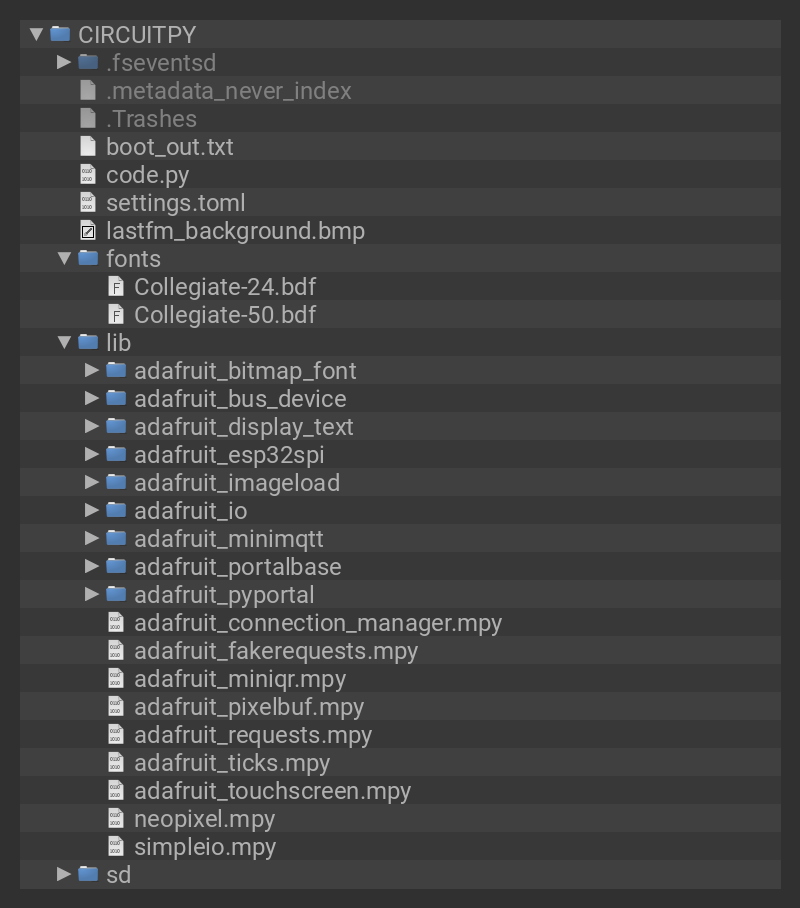 CIRCUITPY
.fseventsd
.metadata_never_index
.Trashes
boot_out.txt
code.py
settings.toml
lastfm_background.bmp
fonts
Collegiate-24.bdf
Collegiate-50.bdf
lib
adafruit_bitmap_font
adafruit_bus_device
adafruit_display_text
adafruit_esp32spi
adafruit_imageload
adafruit_io
adafruit_minimqtt
adafruit_portalbase
adafruit_pyportal
adafruit_connection_manager.mpy
adafruit_fakerequests.mpy
adafruit_miniqr.mpy
adafruit_pixelbuf.mpy
adafruit_requests.mpy
adafruit_ticks.mpy
adafruit_touchscreen.mpy
neopixel.mpy
simpleio.mpy
sd